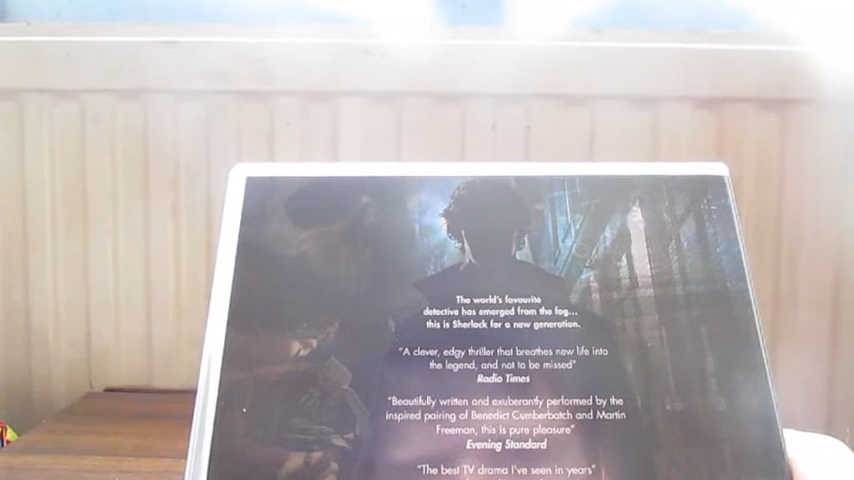 The world's favourite
detective has emerged from the fog...
this is Sherlock for a new generation.
"A clever, edgy thriller that breathes new life into
the legend, and not to be missed"
Radio Times
"Beautifully written and exuberantly performed by the
inspired pairing of Benedict Cumberbatch and Martin
Freeman, this is pure pleasure"
Evening Standard
"The best TV drama I've seen in years"